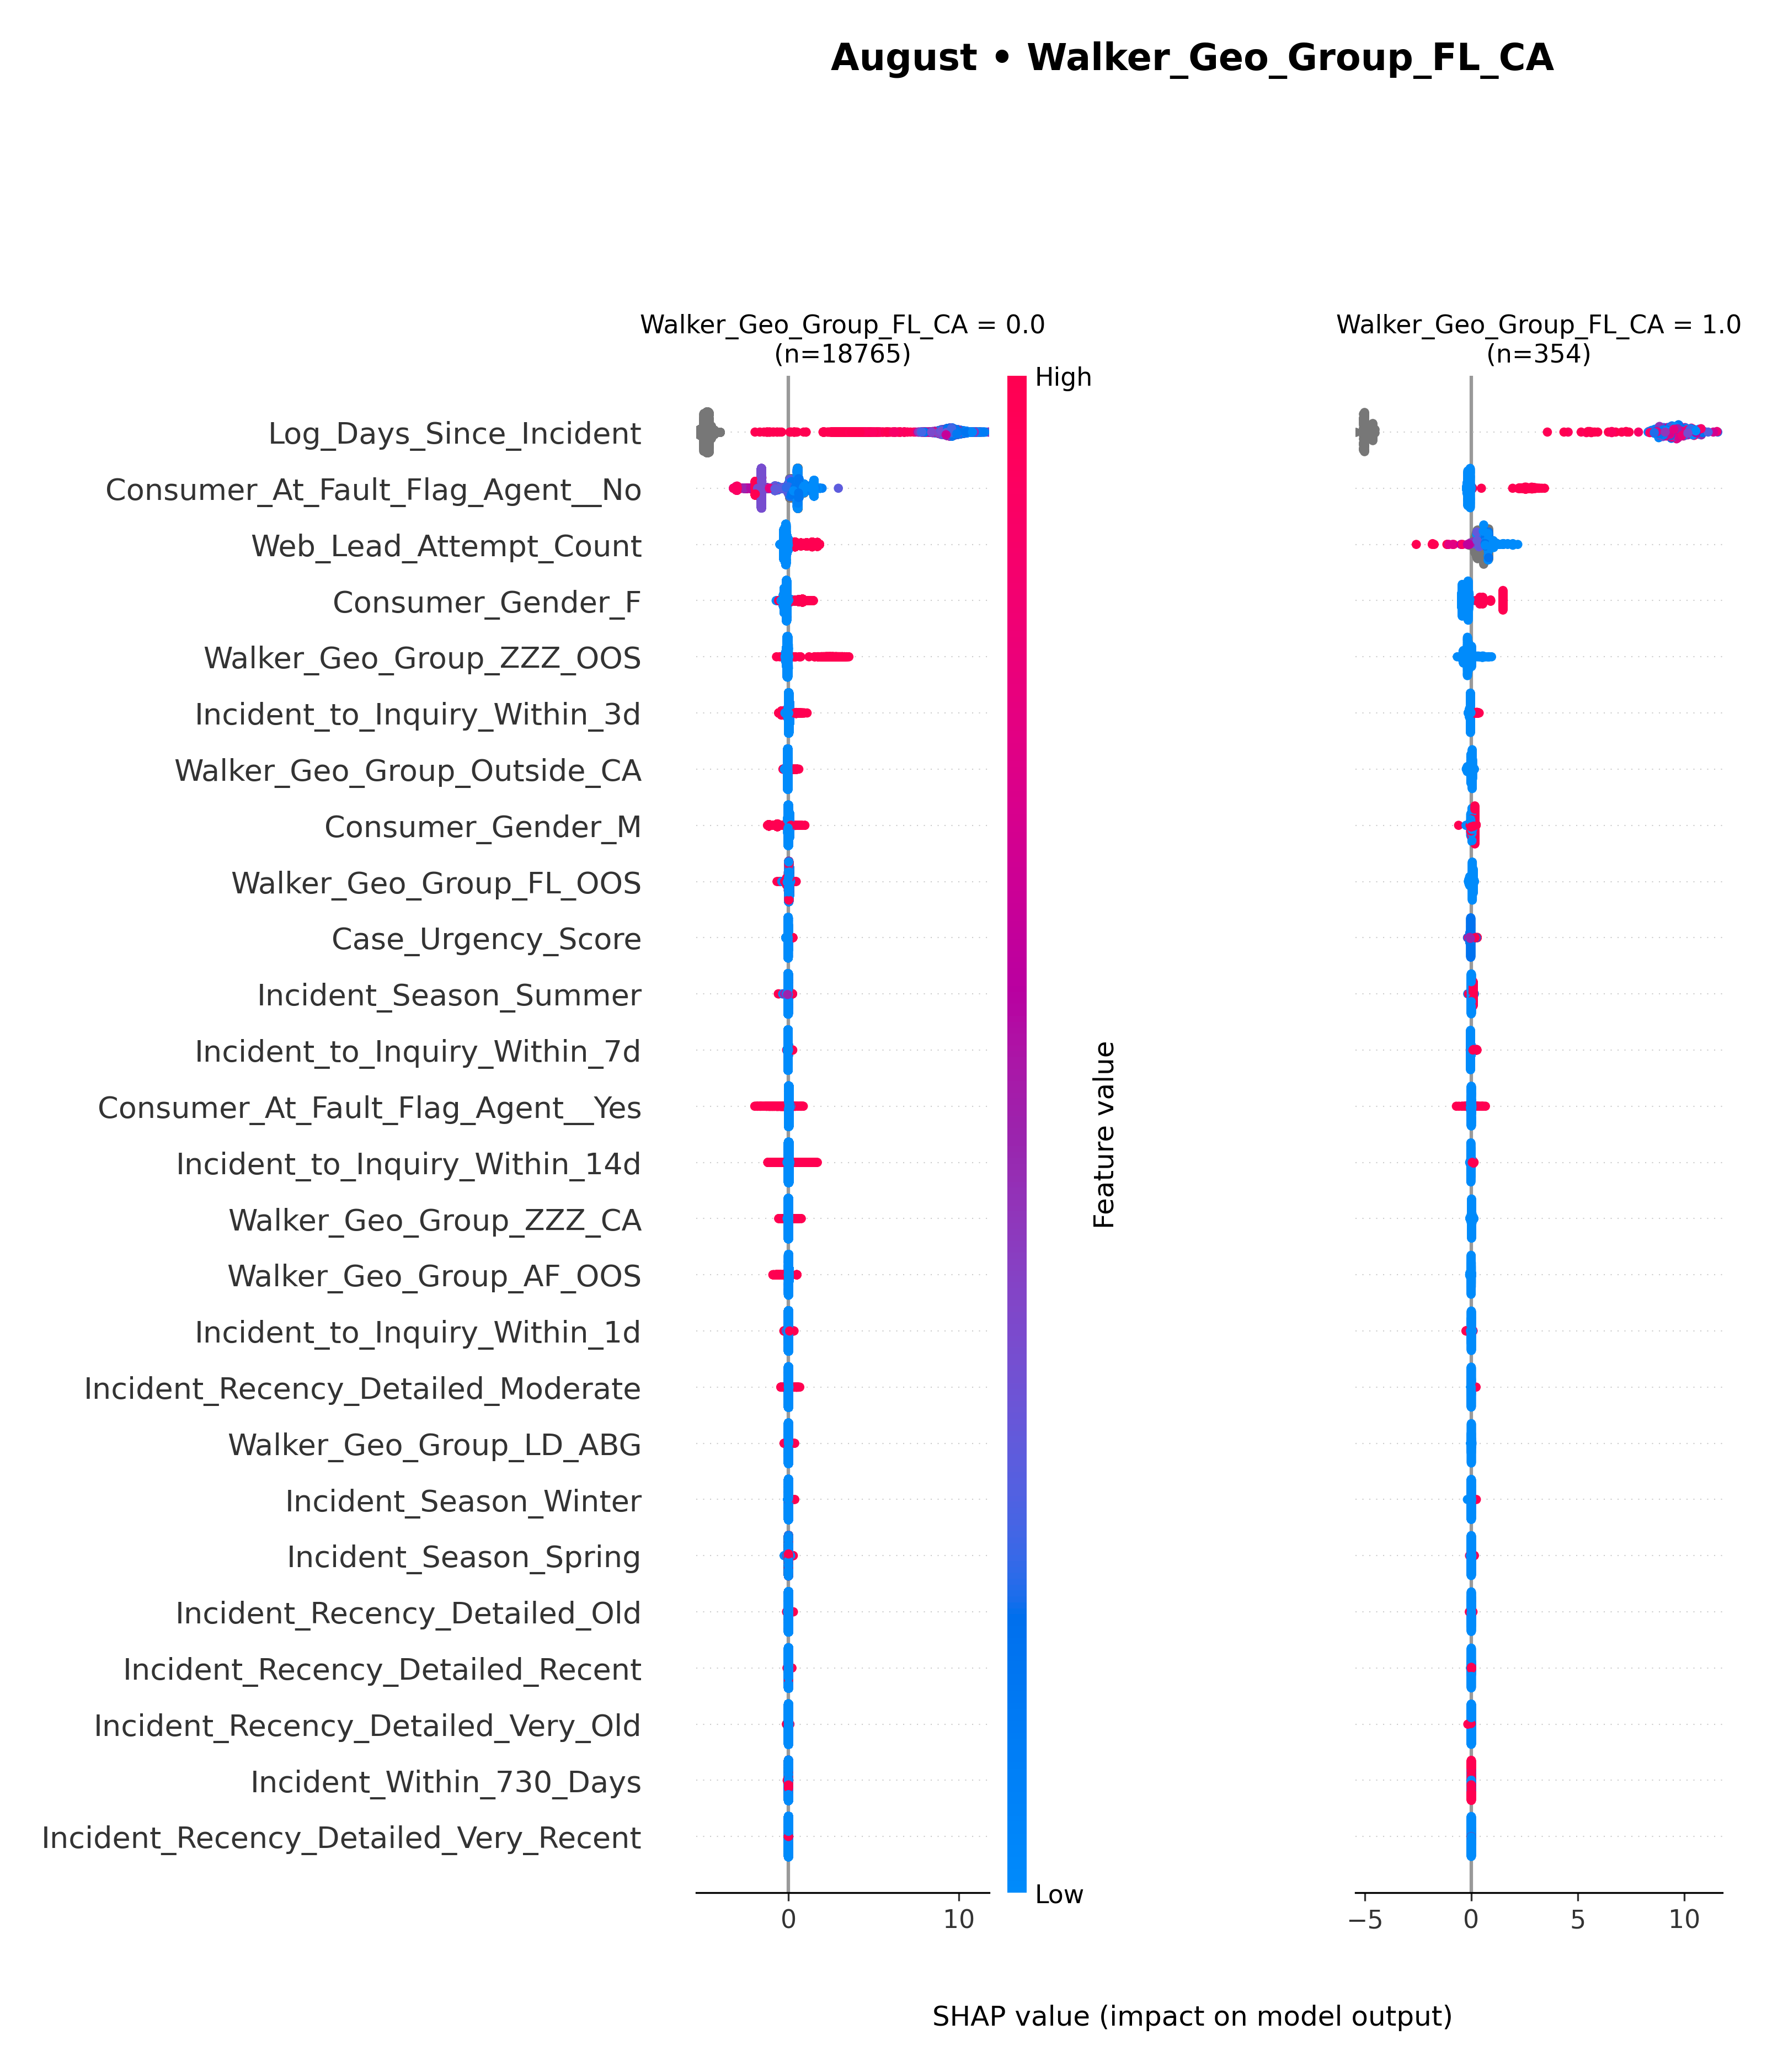 August • Walker_Geo_Group_FL_CA
Walker_Geo_Group_FL_CA = 0.0
(n=18765)
Walker_Geo_Group_FL_CA = 1.0
(n=354)
High
Log_Days_Since_Incident
Consumer_At_Fault_Flag_Agent__No
Web_Lead_Attempt_Count
Consumer_Gender_F
Walker_Geo_Group_ZZZ_OOS
Incident_to_Inquiry_Within_3d
Walker_Geo_Group_Outside_CA
Consumer_Gender_M
Walker_Geo_Group_FL_OOS
Case_Urgency_Score
Incident_Season_Summer
Incident_to_Inquiry_Within_7d
Consumer_At_Fault_Flag_Agent__Yes
Incident_to_Inquiry_Within_14d
Walker_Geo_Group_ZZZ_CA
Walker_Geo_Group_AF_OOS
Incident_to_Inquiry_Within_1d
Incident_Recency_Detailed_Moderate
Walker_Geo_Group_LD_ABG
Incident_Season_Winter
Incident_Season_Spring
Incident_Recency_Detailed_Old
Incident_Recency_Detailed_Recent
Incident_Recency_Detailed_Very_Old
Incident_Within_730_Days
Incident_Recency_Detailed_Very_Recent
Feature value
Low
0 10
−5 0 5 10
SHAP value (impact on model output)